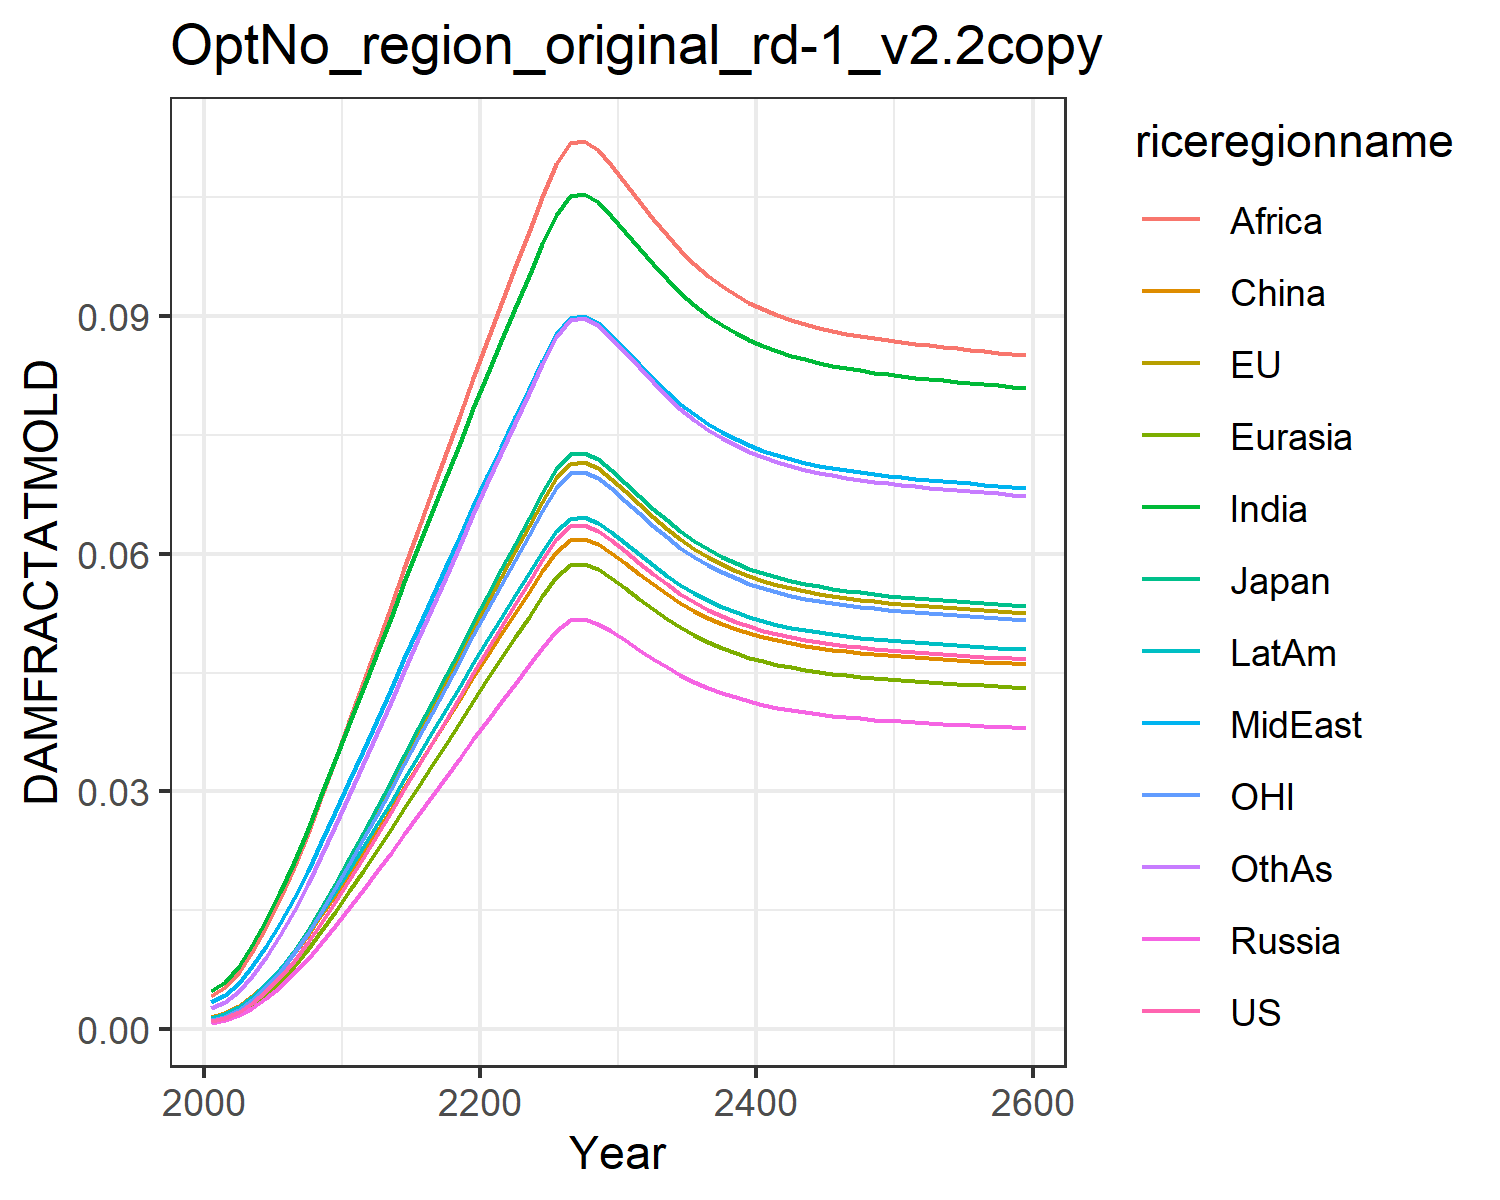 OptNo_region_original_rd-1_v2.2copy
DAMFRACTATMOLD
0.09
0.06
0.03
0.00
2000 2200 2400 2600
Year
riceregionname
Africa
China
EU
Eurasia
India
Japan
LatAm
MidEast
OHI
OthAs
Russia
US